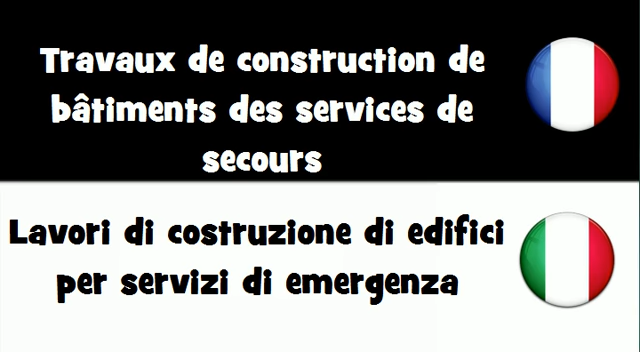 Travaux de construction de
bâtiments des services de
secours
Lavori di costruzione di edifici
per servizi di emergenza